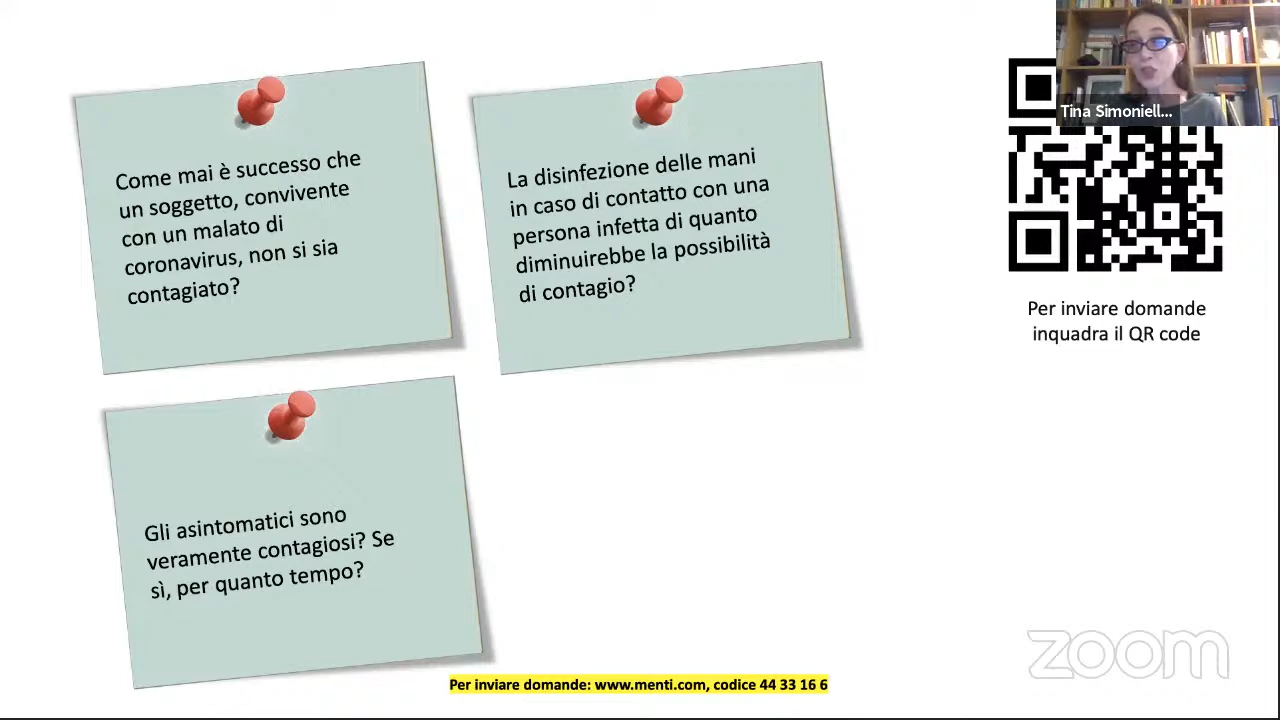 Come mai è successo che
un soggetto, convivente
con un malato di
coronavirus, non si sia
contagiato?
La disinfezione delle mani
in caso di contatto con una
persona infetta di quanto
diminuirebbe la possibilità
di contagio?
Tina Simoniell...
Per inviare domande
inquadra il QR code
Gli asintomatici sono
veramente contagiosi? Se
sì, per quanto tempo?
zoom
Per inviare domande: www.menti.com, codice 44 33 16 6